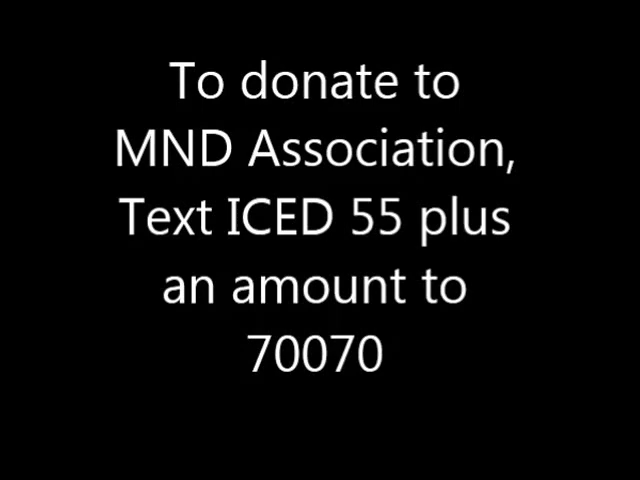 To donate to
MND Association,
Text ICED 55 plus
an amount to
70070